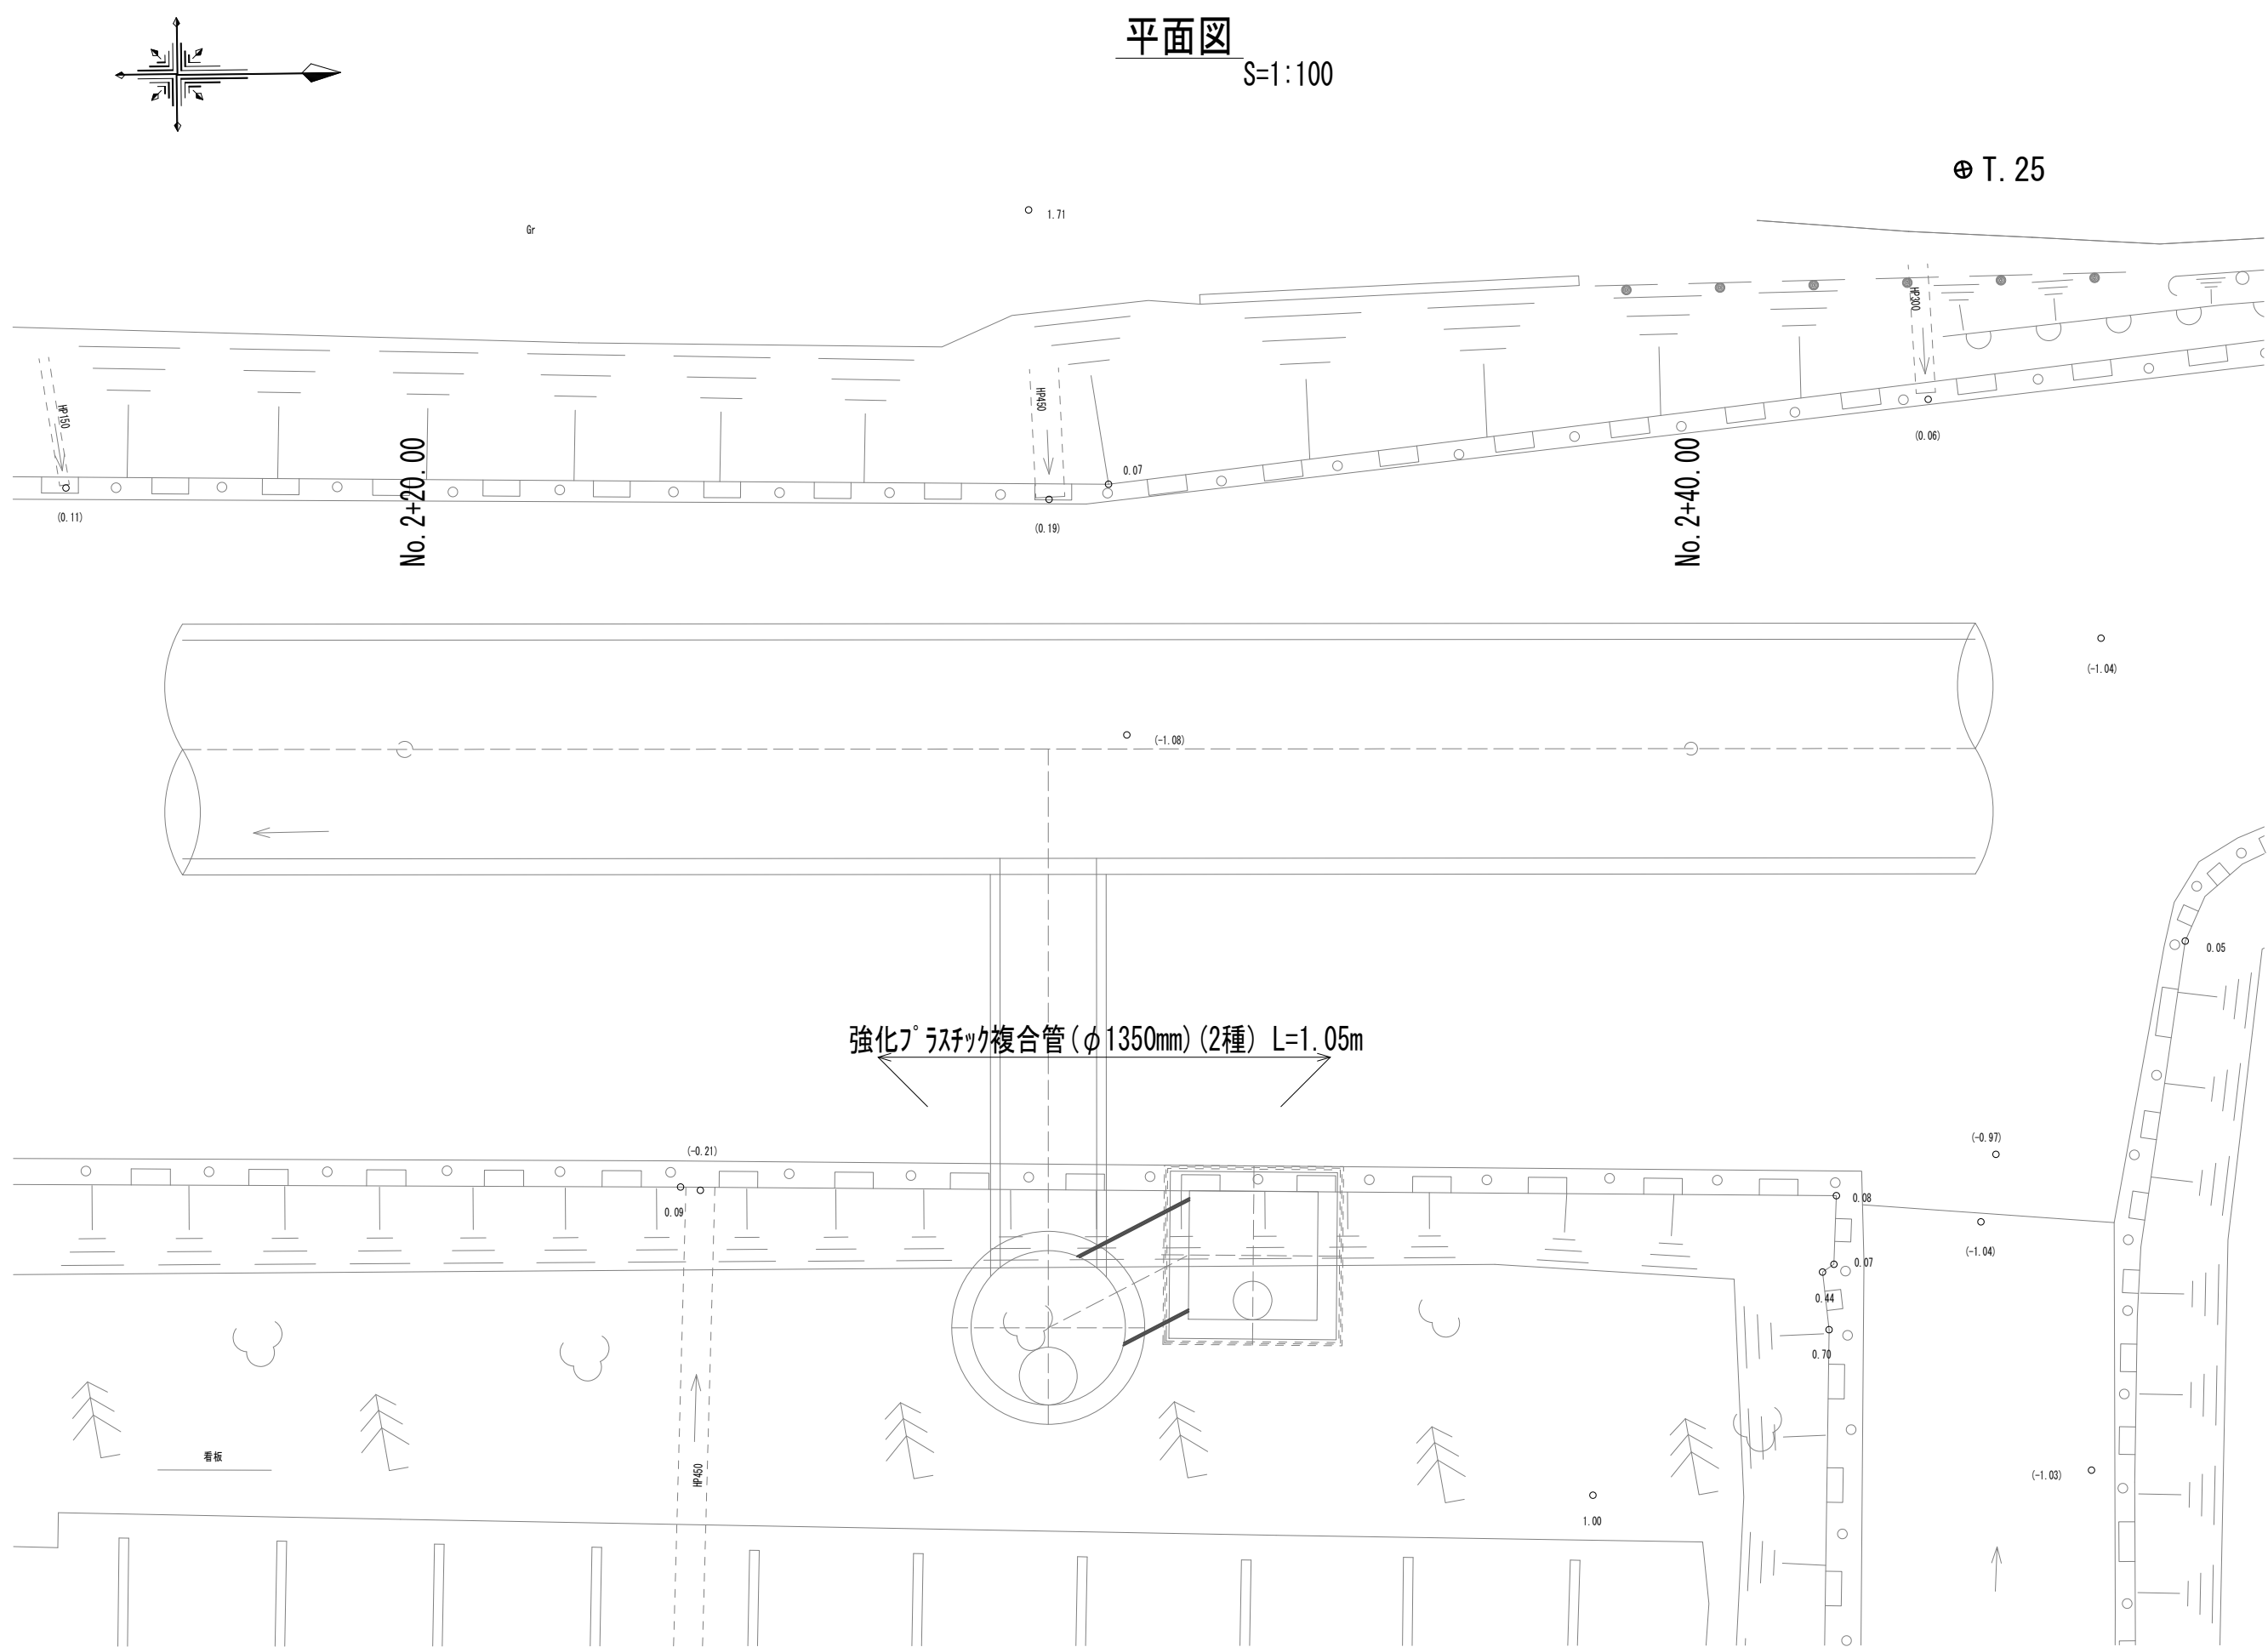 平面図
S=1:100
T.25
1.71
Gr
HP300
HP150
HP450
(0.06)
0.07
(0.11)
(0.19)
No.2+20.00
No.2+40.00
(-1.04)
(-1.08)
0.05
強化ﾌﾟﾗｽﾁｯｸ複合管(φ1350mm)(2種) L=1.05m
(-0.97)
(-0.21)
0.08
0.09
(-1.04)
0.07
0.44
0.70
看板
HP450
(-1.03)
1.00